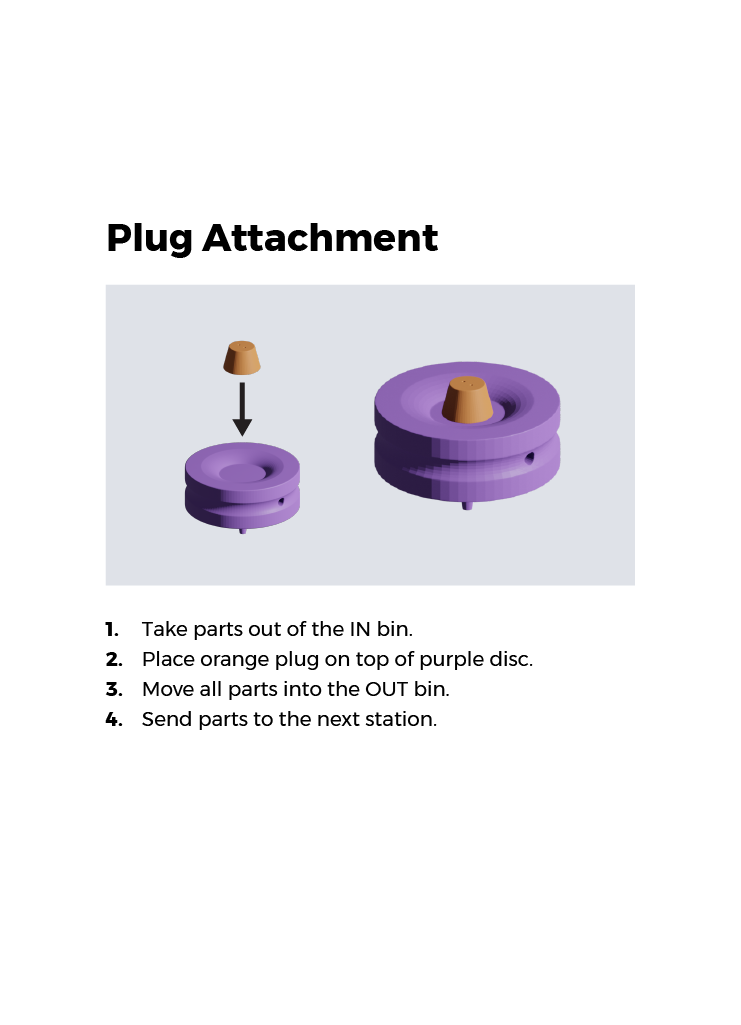 Plug Attachment
1. Take parts out of the IN bin.
2. Place orange plug on top of purple disc.
3. Move all parts into the OUT bin.
4. Send parts to the next station.